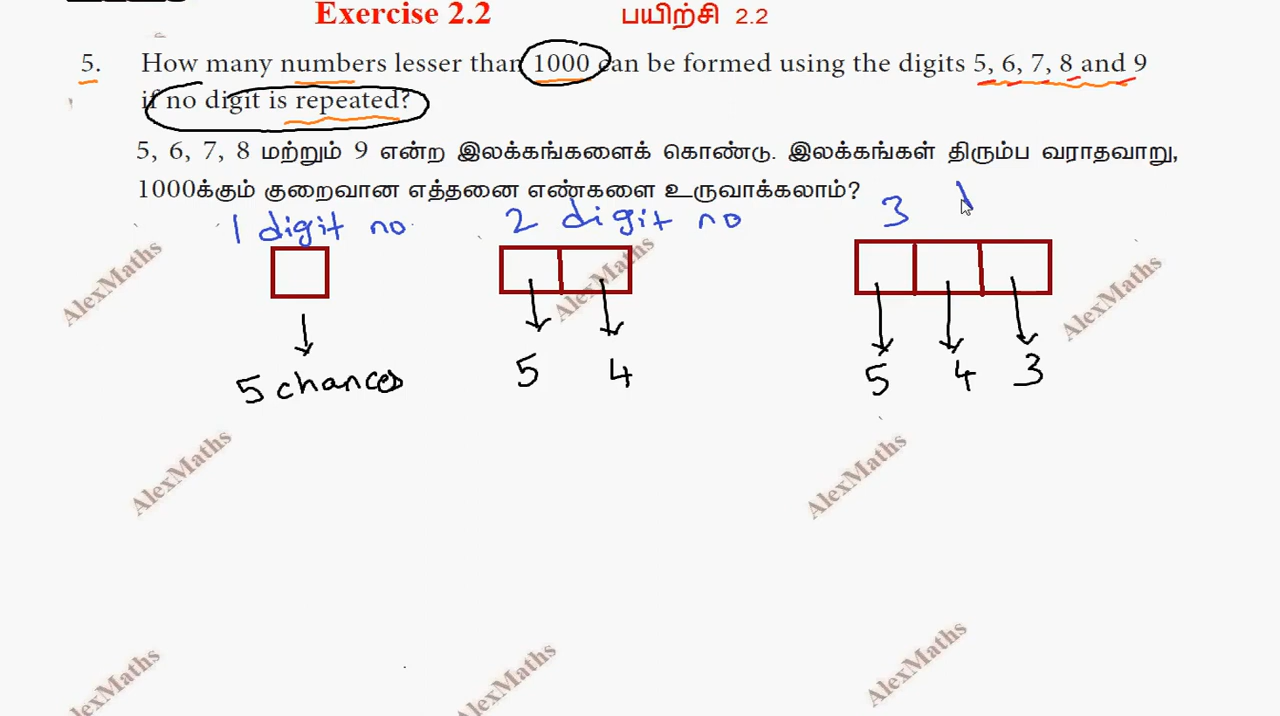 Exercise 2.2 பயிற்சி 2.2
5. How many numbers lesser than 1000 can be formed using the digits 5, 6, 7, 8 and 9
if no digit is repeated?
5, 6, 7, 8 மற்றும் 9 என்ற இலக்கங்களைக் கொண்டு. இலக்கங்கள் திரும்ப வராதவாறு,
1000க்கும் குறைவான எத்தனை எண்களை உருவாக்கலாம்?
1 digit no 2 digit no 3
5 chances 5 4 5 4 3
AlexMaths AlexMaths AlexMaths
AlexMaths AlexMaths
AlexMaths AlexMaths AlexMaths